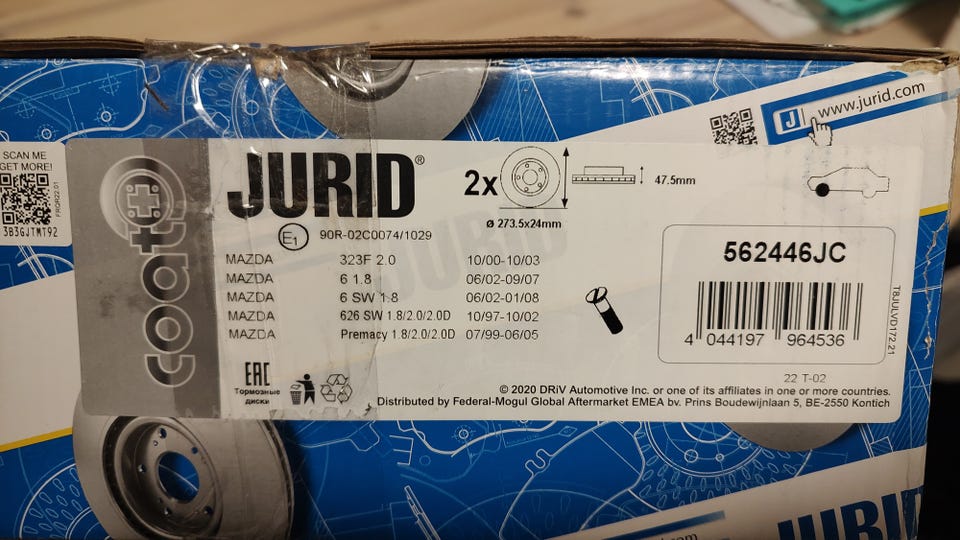 www.jurid.com
SCAN ME
GET MORE!
3B3GJTMT92
FRQR22.01
coat+
JURID®
2x
47.5mm
ø 273.5x24mm
E1 90R-02C0074/1029
MAZDA 323F 2.0 10/00-10/03
MAZDA 6 1.8 06/02-09/07
MAZDA 6 SW 1.8 06/02-01/08
MAZDA 626 SW 1.8/2.0/2.0D 10/97-10/02
MAZDA Premacy 1.8/2.0/2.0D 07/99-06/05
562446JC
4 044197 964536
T8JULVD172.21
22 T-02
EAC
Тормозные
диски
© 2020 DRiV Automotive Inc. or one of its affiliates in one or more countries.
Distributed by Federal-Mogul Global Aftermarket EMEA bv. Prins Boudewijnlaan 5, BE-2550 Kontich
JURID